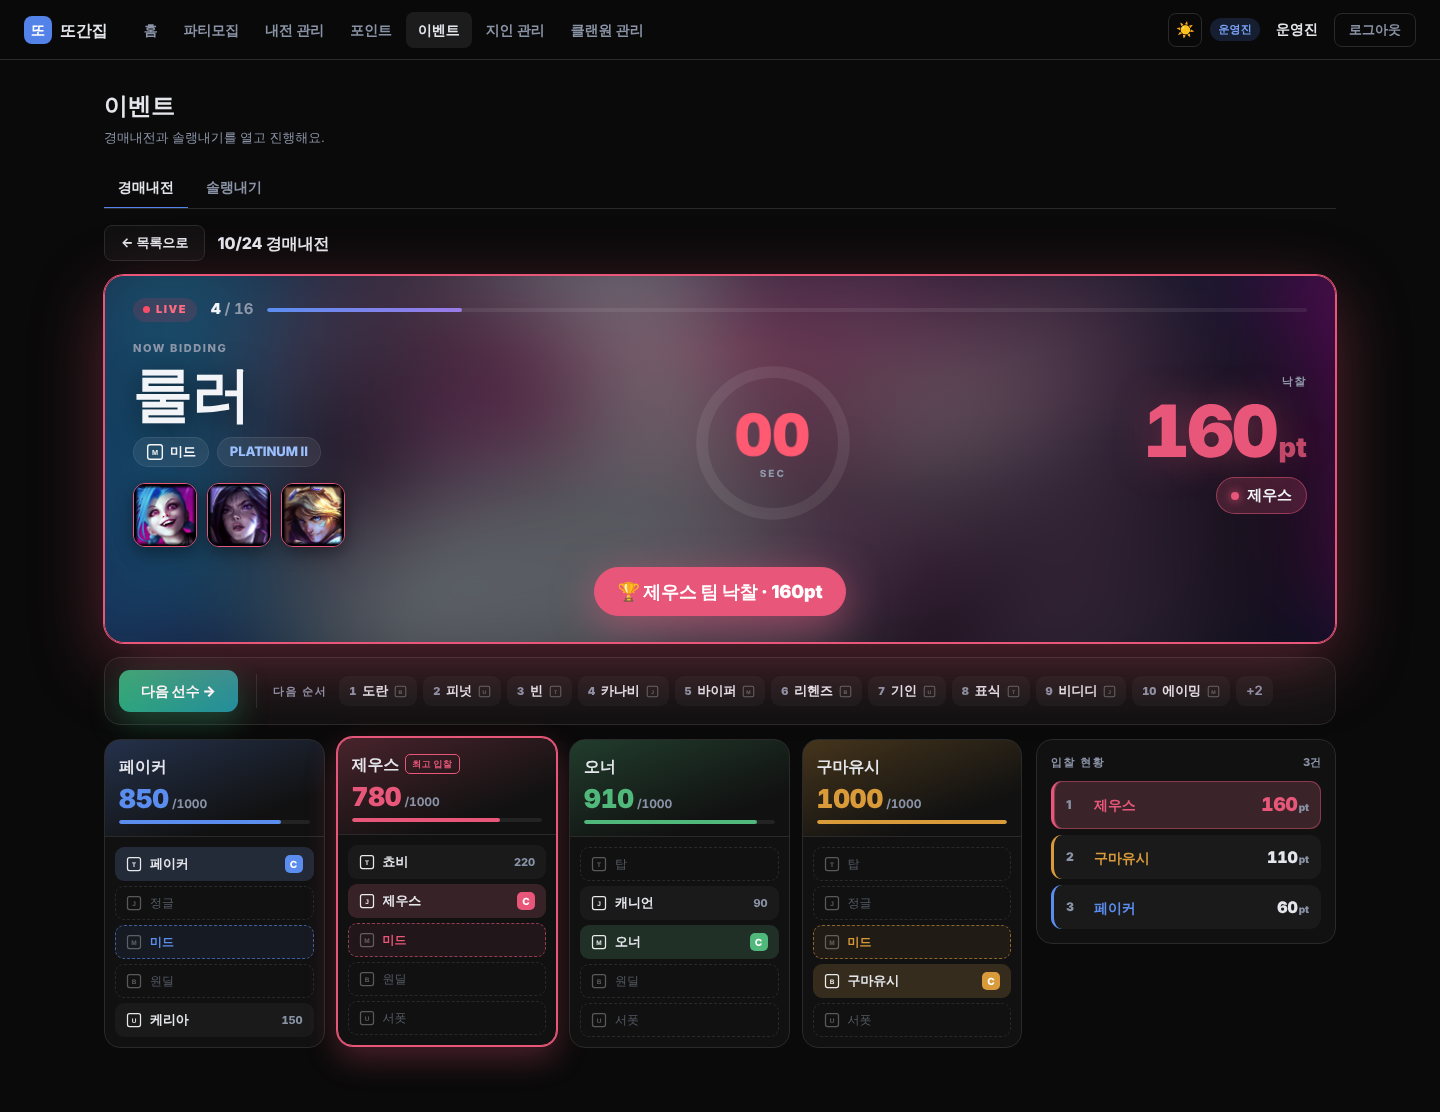 또 또간집 홈 파티모집 내전 관리 포인트 이벤트 지인 관리 클랜원 관리 운영진 운영진 로그아웃
이벤트
경매내전과 솔랭내기를 열고 진행해요.
경매내전 솔랭내기
← 목록으로 10/24 경매내전
LIVE 4 / 16
NOW BIDDING
룰러
M 미드 PLATINUM II
00
SEC
낙찰
160pt
제우스
🏆 제우스 팀 낙찰 · 160pt
다음 선수 → 다음 순서 1 도란 B 2 피넛 U 3 빈 T 4 카나비 J 5 바이퍼 M 6 리헨즈 B 7 기인 U 8 표식 T 9 비디디 J 10 에이밍 M +2
페이커
850 /1000
T 페이커 C
J 정글
M 미드
B 원딜
U 케리아 150
제우스 최고 입찰
780 /1000
T 쵸비 220
J 제우스 C
M 미드
B 원딜
U 서폿
오너
910 /1000
T 탑
J 캐니언 90
M 오너 C
B 원딜
U 서폿
구마유시
1000 /1000
T 탑
J 정글
M 미드
B 구마유시 C
U 서폿
입찰 현황 3건
1 제우스 160pt
2 구마유시 110pt
3 페이커 60pt